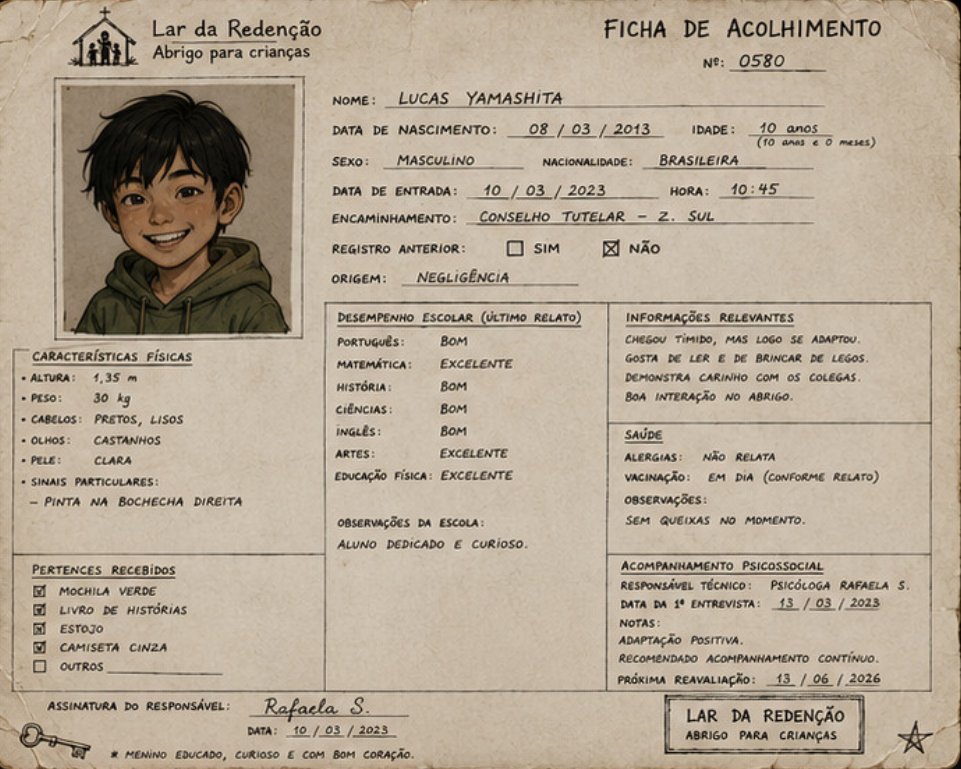 Lar da Redenção
Abrigo para crianças
FICHA DE ACOLHIMENTO
Nº: 0580
NOME: LUCAS YAMASHITA
DATA DE NASCIMENTO: 08 / 03 / 2013 IDADE: 10 anos
(10 anos e 0 meses)
SEXO: MASCULINO NACIONALIDADE: BRASILEIRA
DATA DE ENTRADA: 10 / 03 / 2023 HORA: 10:45
ENCAMINHAMENTO: CONSELHO TUTELAR – Z. SUL
REGISTRO ANTERIOR: ☐ SIM ☒ NÃO
ORIGEM: NEGLIGÊNCIA
CARACTERÍSTICAS FÍSICAS
• ALTURA: 1,35 m
• PESO: 30 kg
• CABELOS: PRETOS, LISOS
• OLHOS: CASTANHOS
• PELE: CLARA
• SINAIS PARTICULARES:
– PINTA NA BOCHECHA DIREITA
PERTENCES RECEBIDOS
☑ MOCHILA VERDE
☑ LIVRO DE HISTÓRIAS
☑ ESTOJO
☑ CAMISETA CINZA
☐ OUTROS
DESEMPENHO ESCOLAR (ÚLTIMO RELATO)
PORTUGUÊS: BOM
MATEMÁTICA: EXCELENTE
HISTÓRIA: BOM
CIÊNCIAS: BOM
INGLÊS: BOM
ARTES: EXCELENTE
EDUCAÇÃO FÍSICA: EXCELENTE
OBSERVAÇÕES DA ESCOLA:
ALUNO DEDICADO E CURIOSO.
INFORMAÇÕES RELEVANTES
CHEGOU TÍMIDO, MAS LOGO SE ADAPTOU.
GOSTA DE LER E DE BRINCAR DE LEGOS.
DEMONSTRA CARINHO COM OS COLEGAS.
BOA INTERAÇÃO NO ABRIGO.
SAÚDE
ALERGIAS: NÃO RELATA
VACINAÇÃO: EM DIA (CONFORME RELATO)
OBSERVAÇÕES:
SEM QUEIXAS NO MOMENTO.
ACOMPANHAMENTO PSICOSSOCIAL
RESPONSÁVEL TÉCNICO: PSICÓLOGA RAFAELA S.
DATA DA 1ª ENTREVISTA: 13 / 03 / 2023
NOTAS:
ADAPTAÇÃO POSITIVA.
RECOMENDADO ACOMPANHAMENTO CONTÍNUO.
PRÓXIMA REAVALIAÇÃO: 13 / 06 / 2026
ASSINATURA DO RESPONSÁVEL: Rafaela S.
DATA: 10 / 03 / 2023
* MENINO EDUCADO, CURIOSO E COM BOM CORAÇÃO.
LAR DA REDENÇÃO
ABRIGO PARA CRIANÇAS